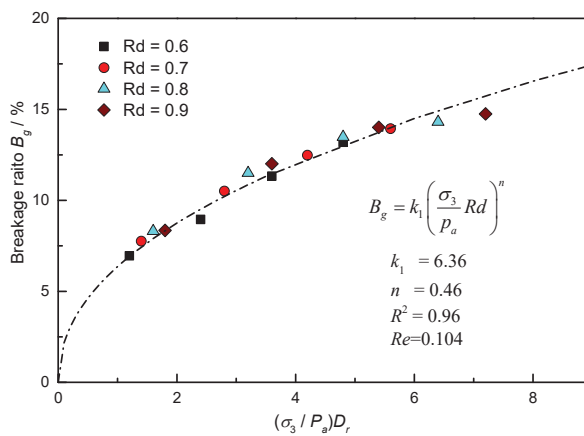 20
15
10
5
0
0
2
4
6
8
Breakage raito B_g / %
(σ_3 / P_a)D_r
Rd = 0.6
Rd = 0.7
Rd = 0.8
Rd = 0.9
B_g = k_1(σ_3/p_a Rd)^n
k_1 = 6.36
n = 0.46
R^2 = 0.96
Re=0.104